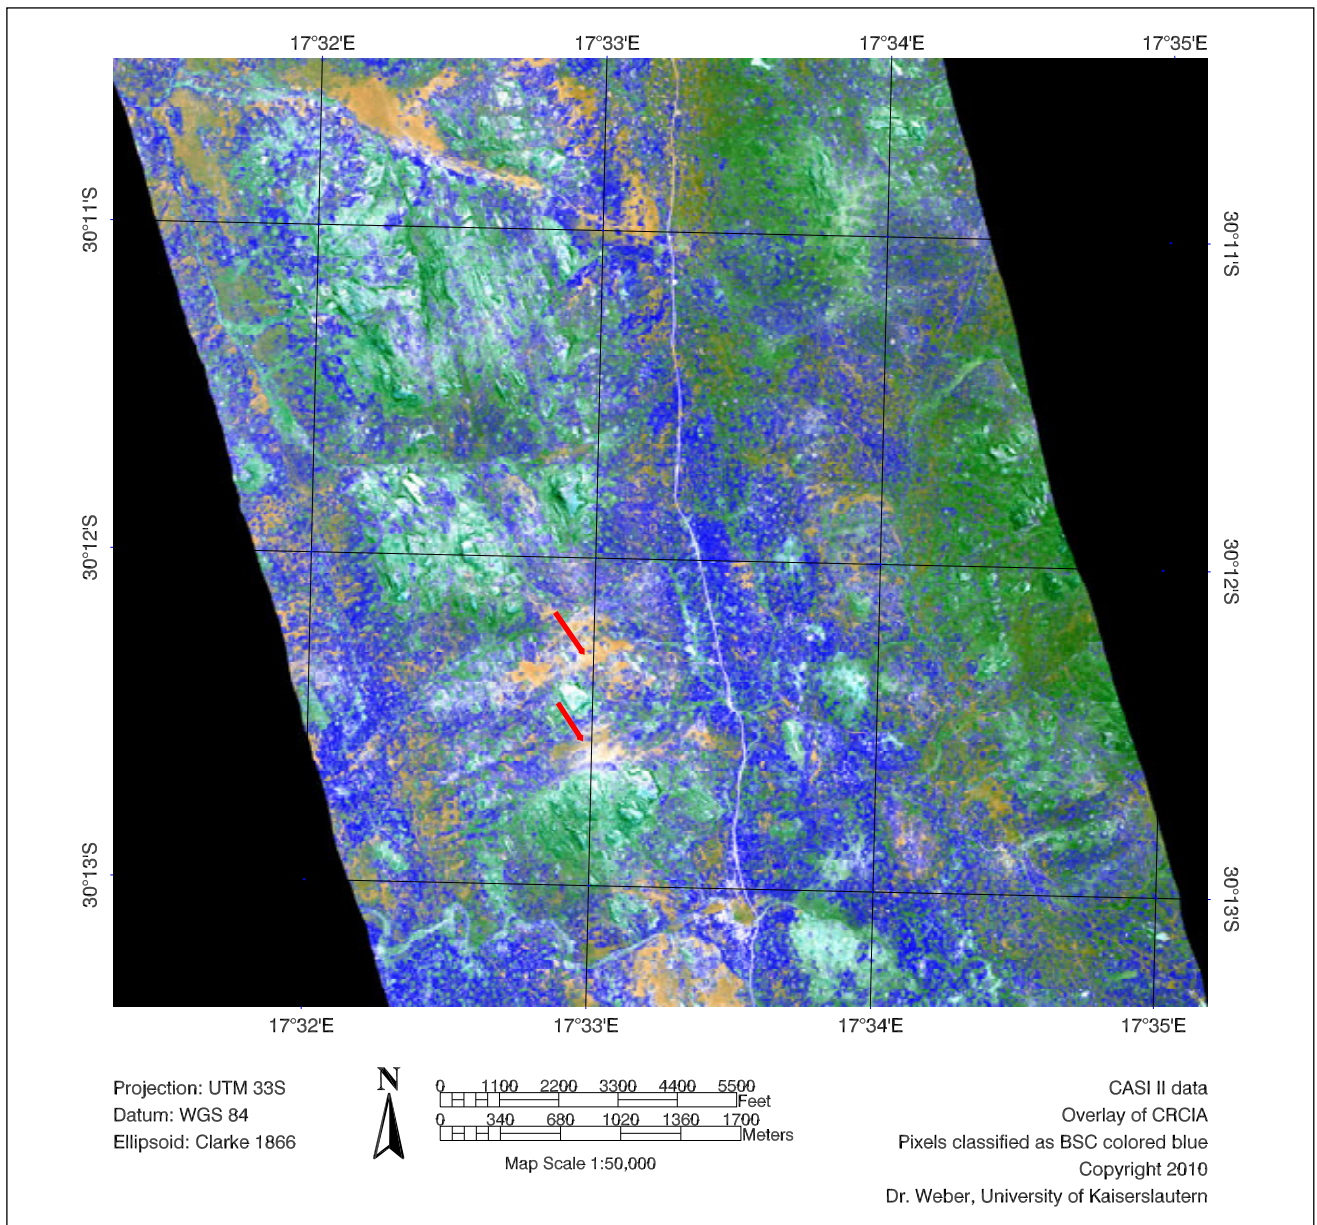 17°32'E 17°33'E 17°34'E 17°35'E
30°11'S 30°11'S
30°12'S 30°12'S
30°13'S 30°13'S
17°32'E 17°33'E 17°34'E 17°35'E
Projection: UTM 33S
Datum: WGS 84
Ellipsoid: Clarke 1866
N
0 1100 2200 3300 4400 5500
Feet
0 340 680 1020 1360 1700
Meters
Map Scale 1:50,000
CASI II data
Overlay of CRCIA
Pixels classified as BSC colored blue
Copyright 2010
Dr. Weber, University of Kaiserslautern